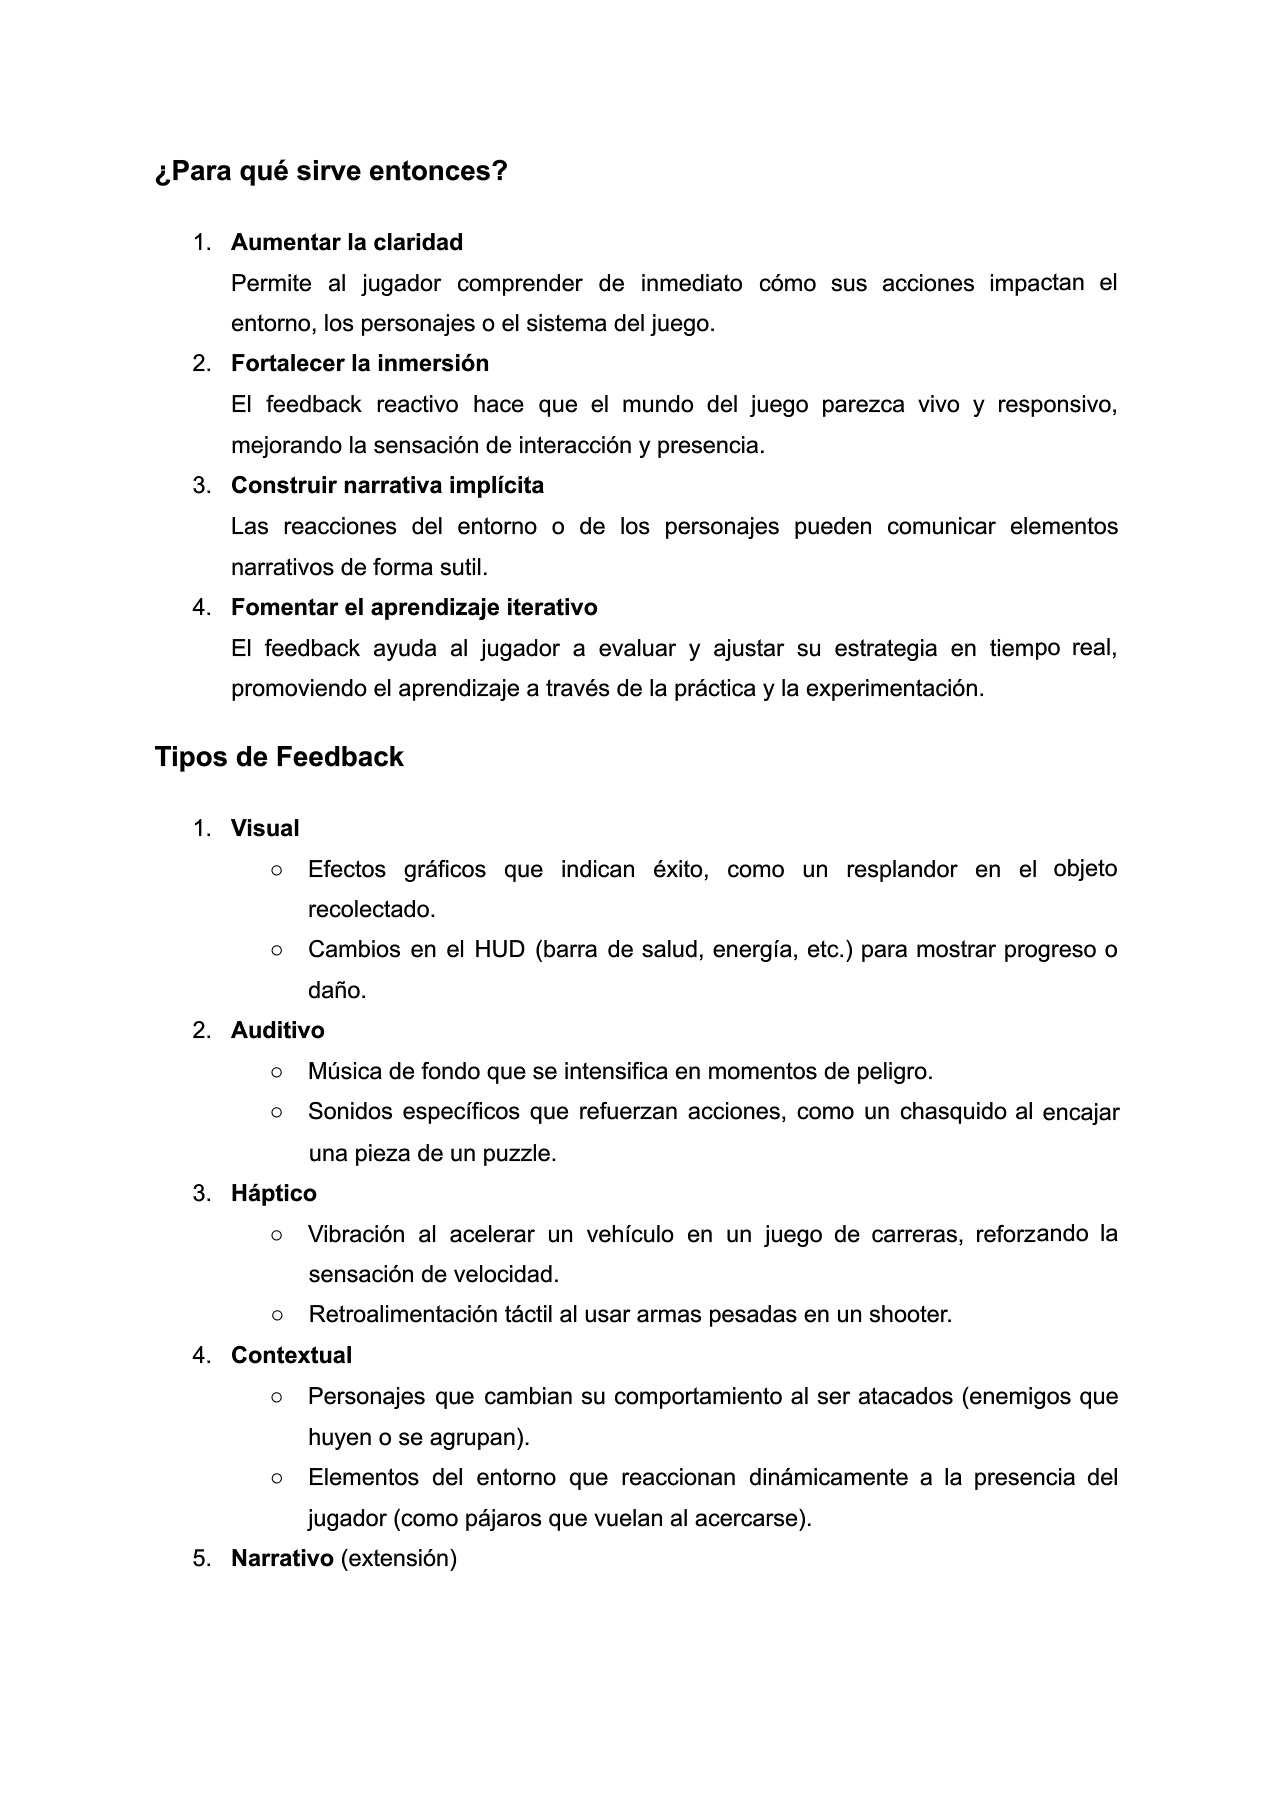 ¿Para qué sirve entonces?
1. Aumentar la claridad
Permite al jugador comprender de inmediato cómo sus acciones impactan el
entorno, los personajes o el sistema del juego.
2. Fortalecer la inmersión
El feedback reactivo hace que el mundo del juego parezca vivo y responsivo,
mejorando la sensación de interacción y presencia.
3. Construir narrativa implícita
Las reacciones del entorno o de los personajes pueden comunicar elementos
narrativos de forma sutil.
4. Fomentar el aprendizaje iterativo
El feedback ayuda al jugador a evaluar y ajustar su estrategia en tiempo real,
promoviendo el aprendizaje a través de la práctica y la experimentación.
Tipos de Feedback
1. Visual
○ Efectos gráficos que indican éxito, como un resplandor en el objeto
recolectado.
○ Cambios en el HUD (barra de salud, energía, etc.) para mostrar progreso o
daño.
2. Auditivo
○ Música de fondo que se intensifica en momentos de peligro.
○ Sonidos específicos que refuerzan acciones, como un chasquido al encajar
una pieza de un puzzle.
3. Háptico
○ Vibración al acelerar un vehículo en un juego de carreras, reforzando la
sensación de velocidad.
○ Retroalimentación táctil al usar armas pesadas en un shooter.
4. Contextual
○ Personajes que cambian su comportamiento al ser atacados (enemigos que
huyen o se agrupan).
○ Elementos del entorno que reaccionan dinámicamente a la presencia del
jugador (como pájaros que vuelan al acercarse).
5. Narrativo (extensión)